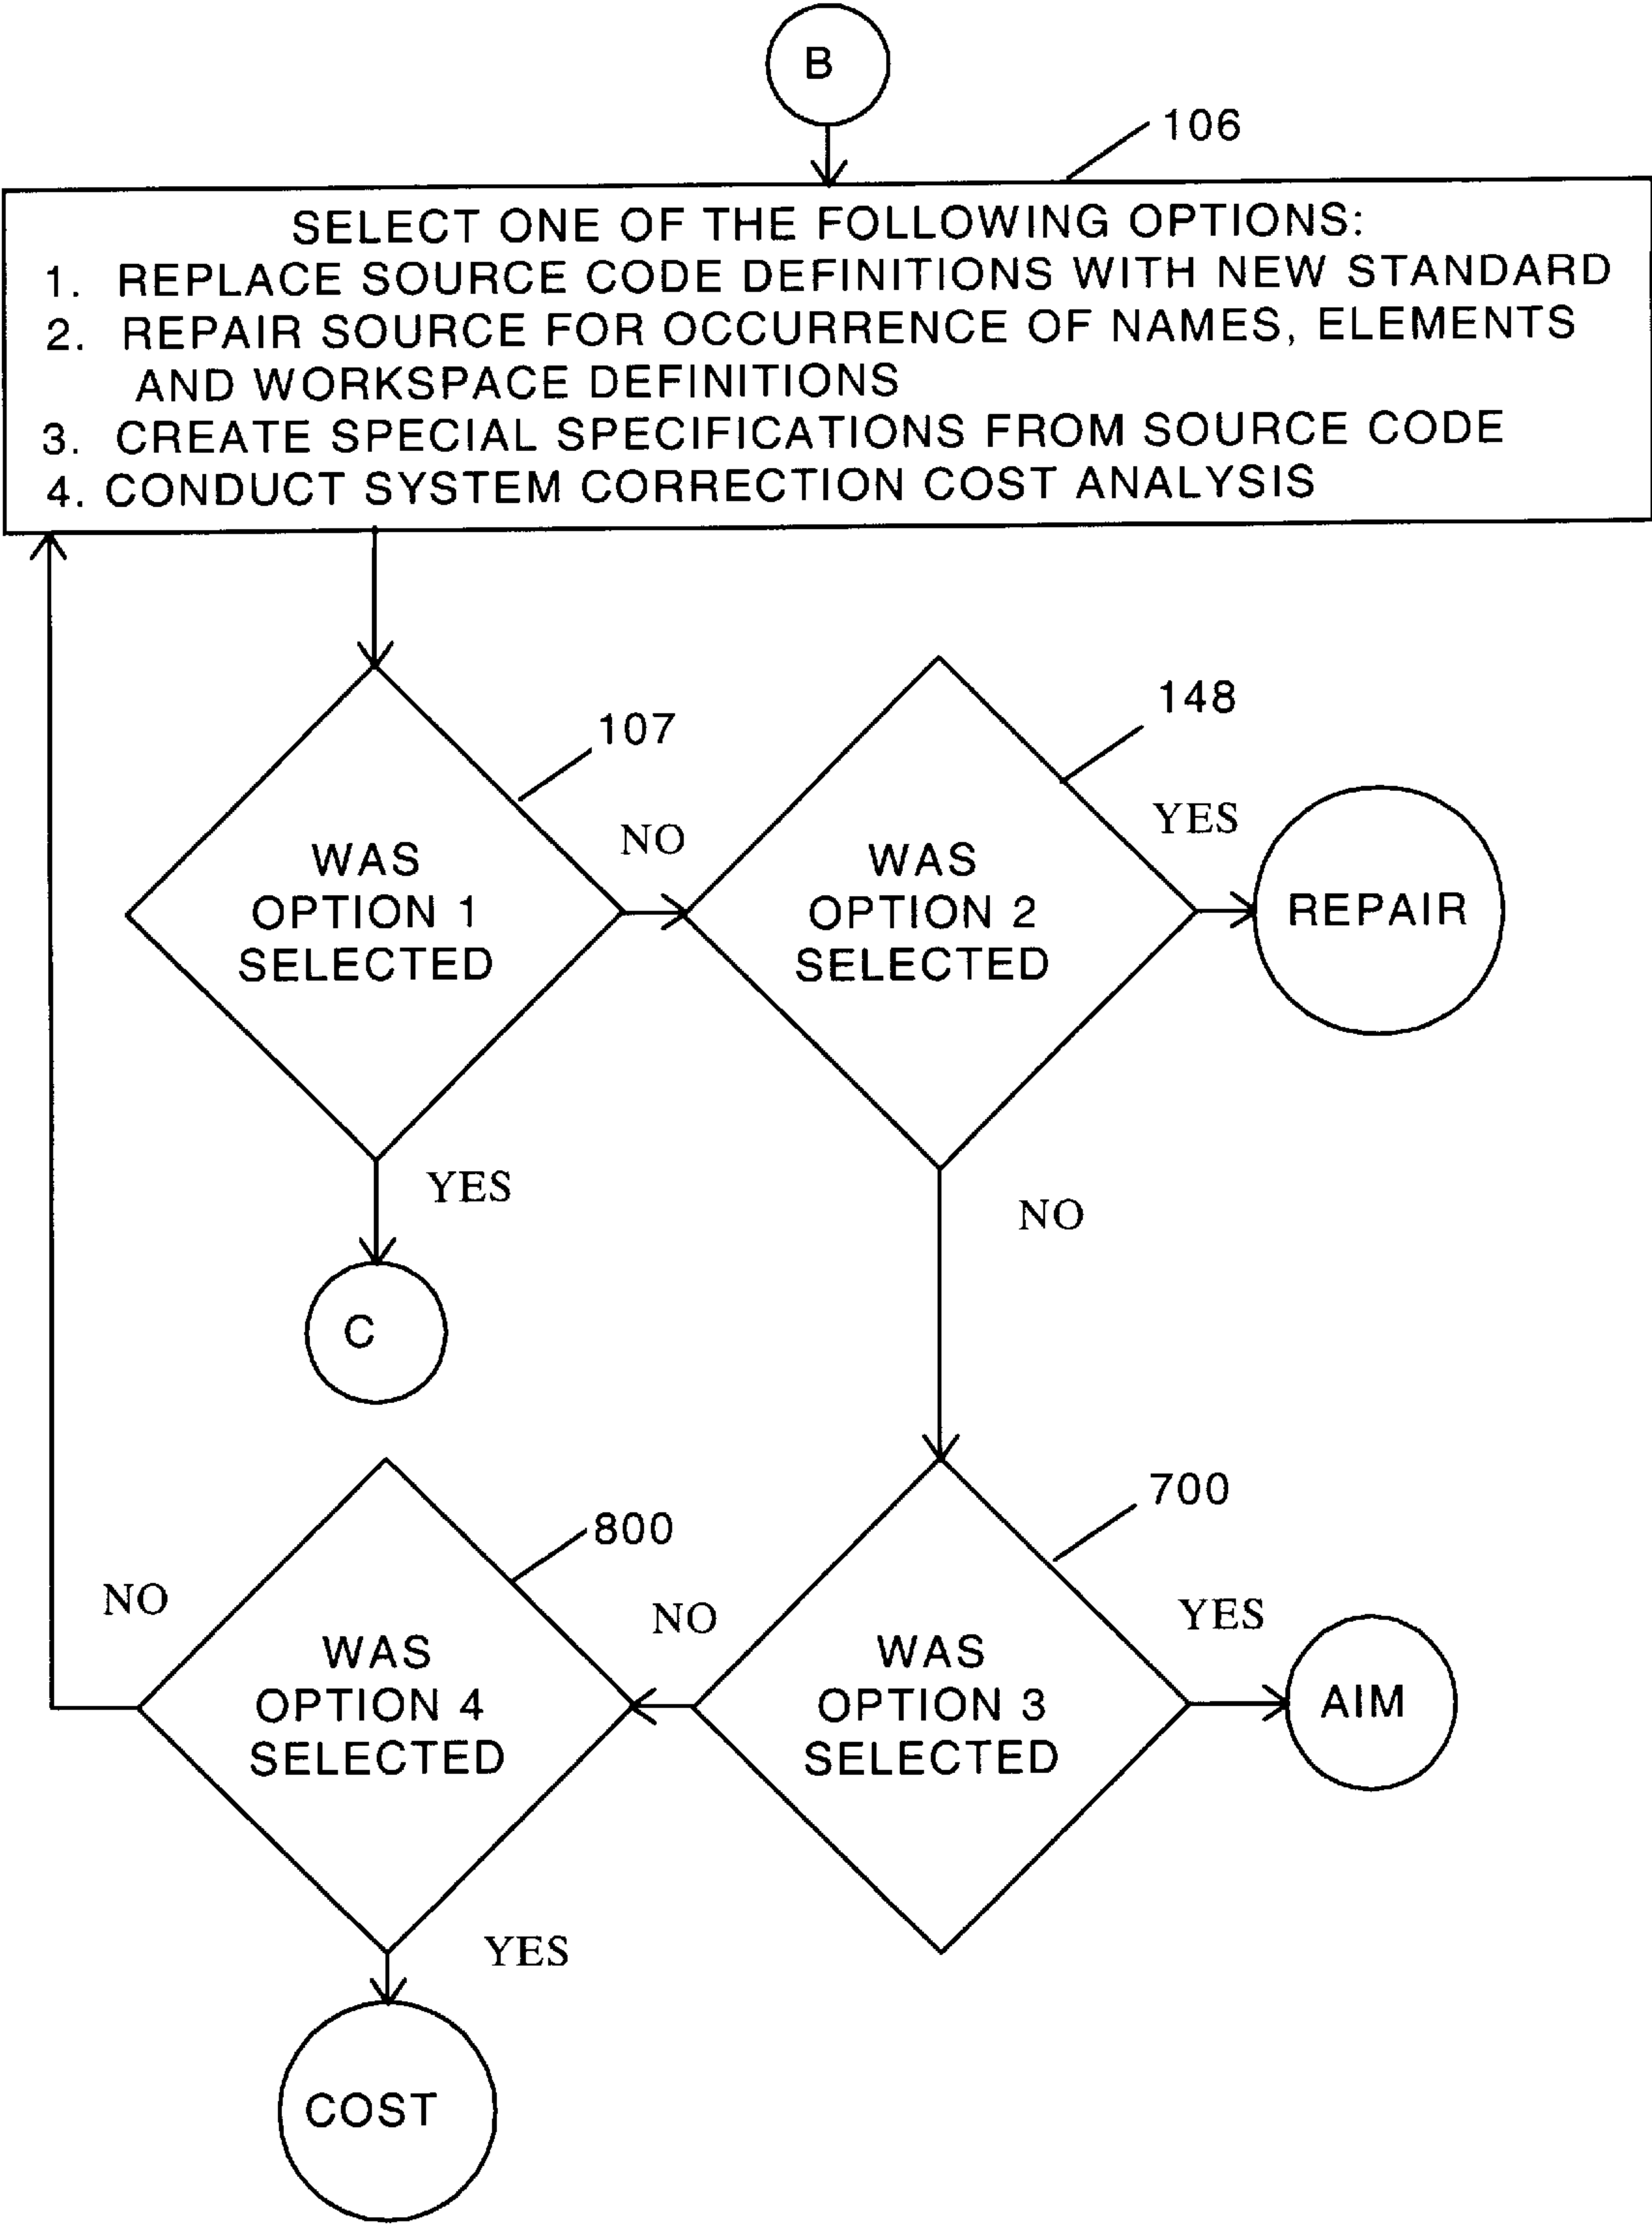 B
106
SELECT ONE OF THE FOLLOWING OPTIONS:
1. REPLACE SOURCE CODE DEFINITIONS WITH NEW STANDARD
2. REPAIR SOURCE FOR OCCURRENCE OF NAMES, ELEMENTS
AND WORKSPACE DEFINITIONS
3. CREATE SPECIAL SPECIFICATIONS FROM SOURCE CODE
4. CONDUCT SYSTEM CORRECTION COST ANALYSIS
107
WAS
OPTION 1
SELECTED
NO
148
WAS
OPTION 2
SELECTED
YES
REPAIR
YES
C
NO
700
WAS
OPTION 3
SELECTED
YES
AIM
NO
800
WAS
OPTION 4
SELECTED
NO
YES
COST